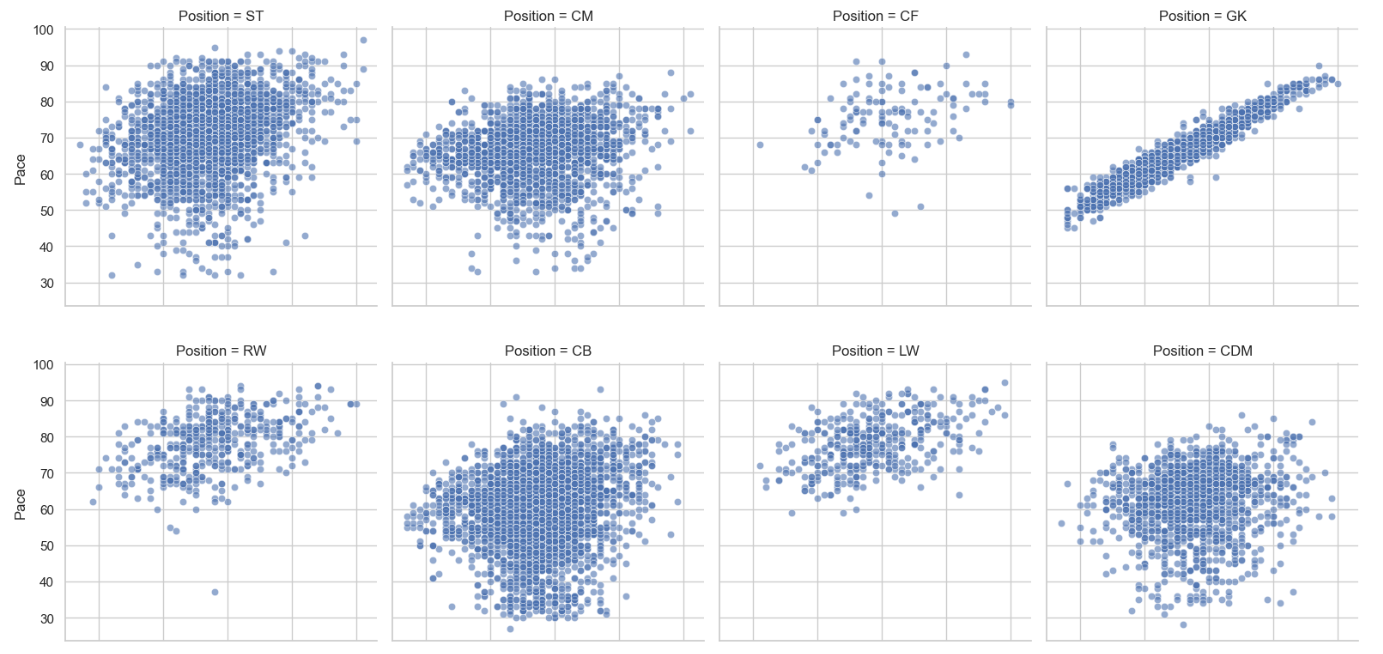 Position = ST
Position = CM
Position = CF
Position = GK
100
90
80
70
60
50
40
30
Pace
Position = RW
Position = CB
Position = LW
Position = CDM
100
90
80
70
60
50
40
30
Pace